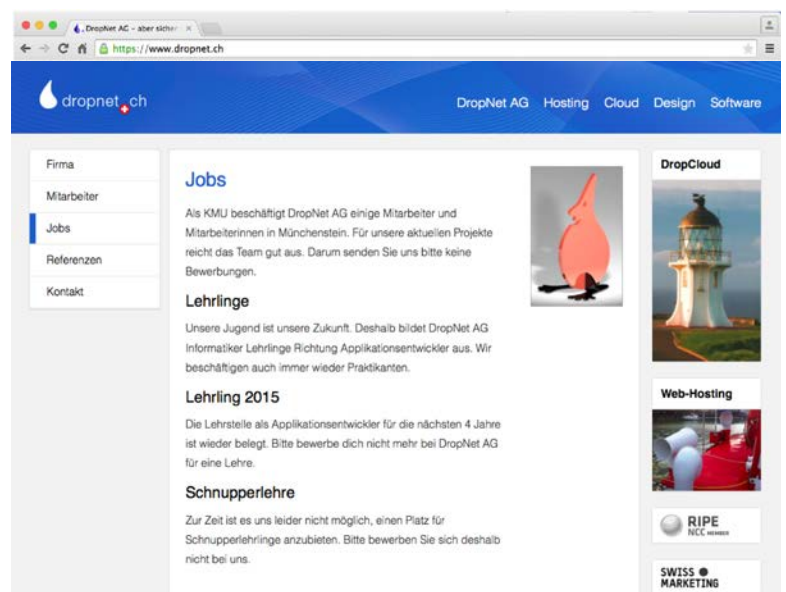 DropNet AG - aber sicher
https://www.dropnet.ch
dropnet.ch
DropNet AG Hosting Cloud Design Software
Firma
Mitarbeiter
Jobs
Referenzen
Kontakt
Jobs
Als KMU beschäftigt DropNet AG einige Mitarbeiter und
Mitarbeiterinnen in Münchenstein. Für unsere aktuellen Projekte
reicht das Team gut aus. Darum senden Sie uns bitte keine
Bewerbungen.
Lehrlinge
Unsere Jugend ist unsere Zukunft. Deshalb bildet DropNet AG
Informatiker Lehrlinge Richtung Applikationsentwickler aus. Wir
beschäftigen auch immer wieder Praktikanten.
Lehrling 2015
Die Lehrstelle als Applikationsentwickler für die nächsten 4 Jahre
ist wieder belegt. Bitte bewerbe dich nicht mehr bei DropNet AG
für eine Lehre.
Schnupperlehre
Zur Zeit ist es uns leider nicht möglich, einen Platz für
Schnupperlehrlinge anzubieten. Bitte bewerben Sie sich deshalb
nicht bei uns.
DropCloud
Web-Hosting
RIPE
NCC MEMBER
SWISS
MARKETING